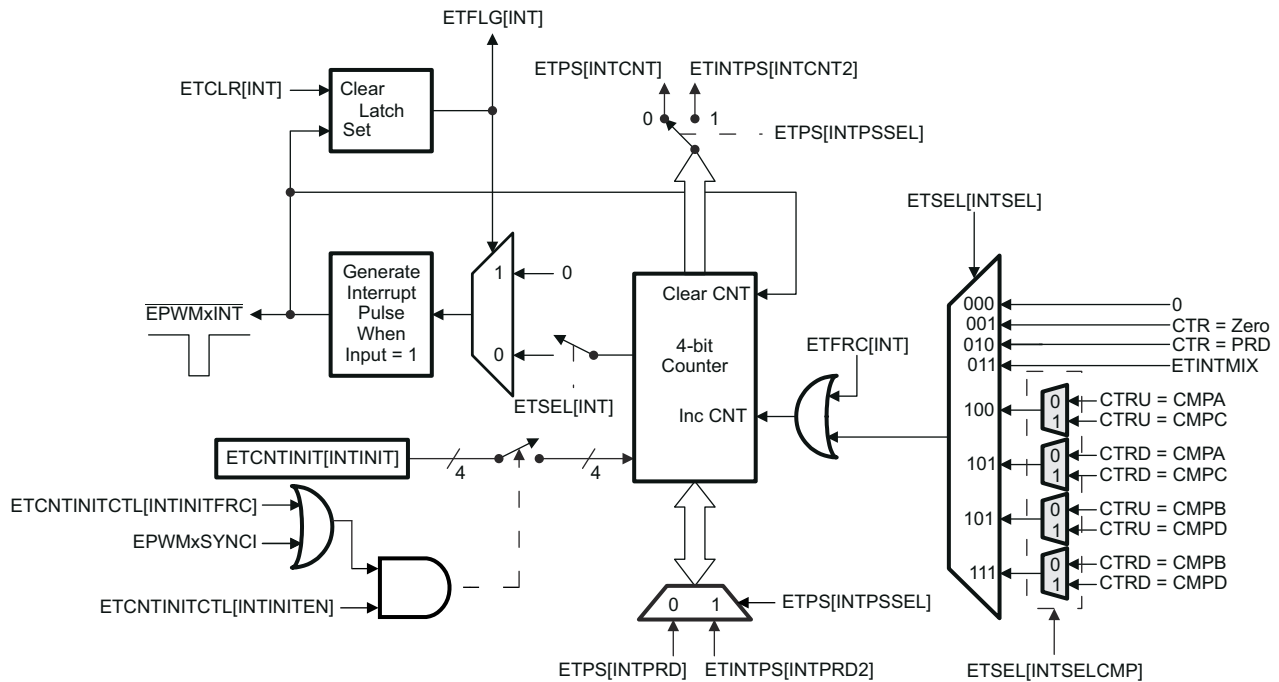 ETFLG[INT]
ETPS[INTCNT]
ETINTPS[INTCNT2]
ETCLR[INT]
Clear
Latch
Set
0
1
ETPS[INTPSSEL]
ETSEL[INTSEL]
Generate
Interrupt
Pulse
When
Input = 1
1
0
0
EPWMxINT
ETSEL[INT]
Clear CNT
4-bit
Counter
Inc CNT
ETFRC[INT]
000
0
001
CTR = Zero
010
CTR = PRD
011
ETINTMIX
100
0
CTRU = CMPA
1
CTRU = CMPC
101
0
CTRD = CMPA
1
CTRD = CMPC
101
0
CTRU = CMPB
1
CTRU = CMPD
111
0
CTRD = CMPB
1
CTRD = CMPD
ETSEL[INTSELCMP]
ETCNTINIT[INTINIT]
4
4
ETCNTINITCTL[INTINITFRC]
EPWMxSYNCI
ETCNTINITCTL[INTINITEN]
0 1
ETPS[INTPSSEL]
ETPS[INTPRD]
ETINTPS[INTPRD2]